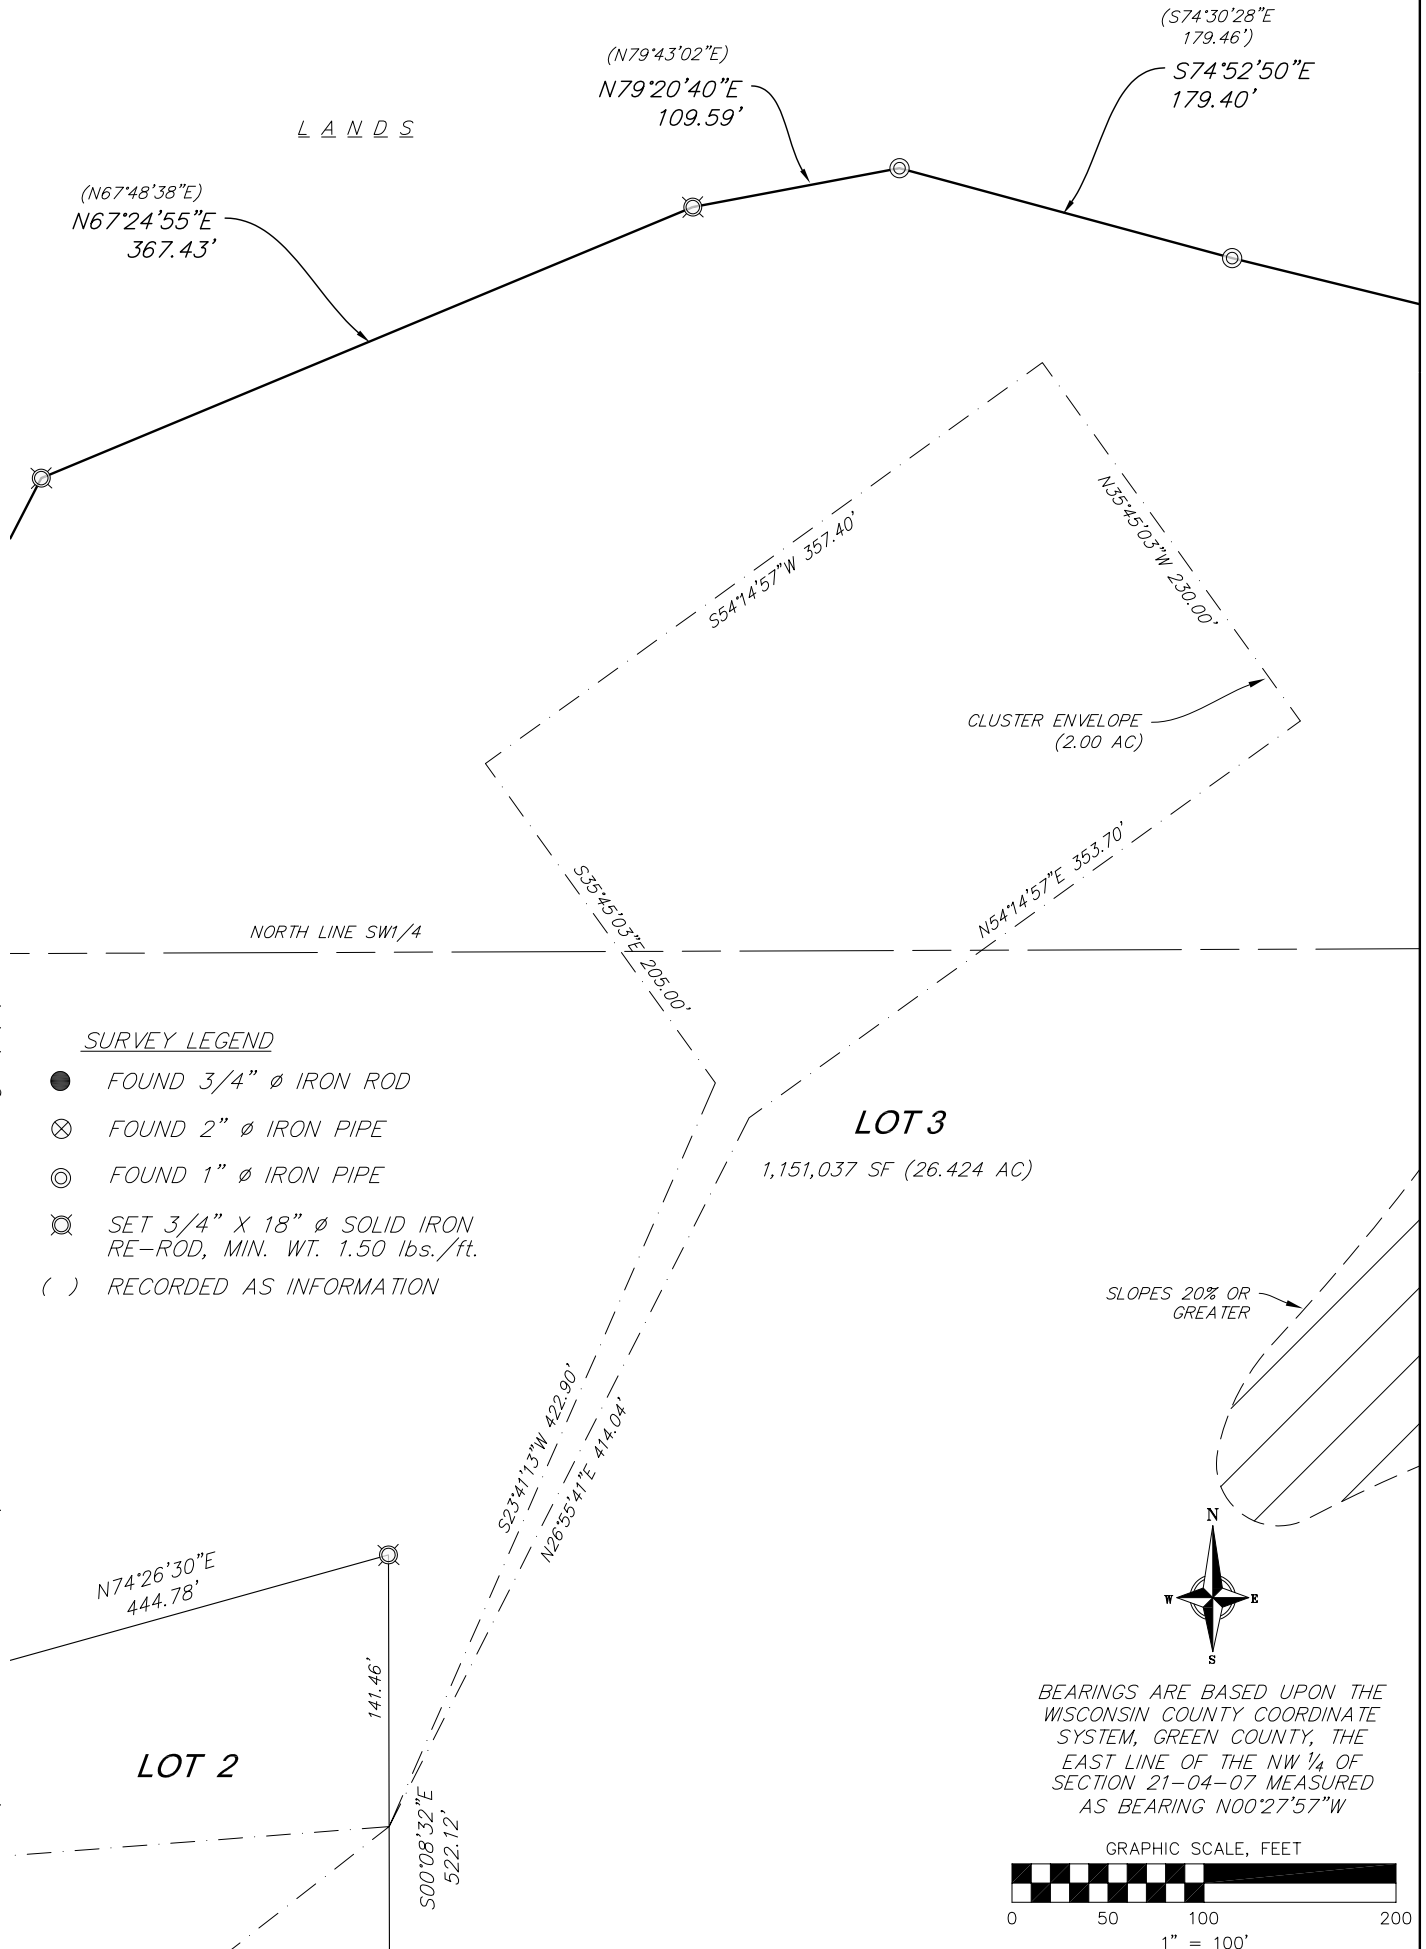 (S74°30'28"E
179.46')
S74°52'50"E
179.40'
(N79°43'02"E)
N79°20'40"E
109.59'
LANDS
(N67°48'38"E)
N67°24'55"E
367.43'
S54°14'57"W 357.40'
N35°45'03"W 230.00'
CLUSTER ENVELOPE
(2.00 AC)
S35°45'03"E 205.00'
N54°14'57"E 353.70'
NORTH LINE SW1/4
SURVEY LEGEND
FOUND 3/4" ø IRON ROD
FOUND 2" ø IRON PIPE
FOUND 1" ø IRON PIPE
SET 3/4" X 18" ø SOLID IRON
RE-ROD, MIN. WT. 1.50 lbs./ft.
( ) RECORDED AS INFORMATION
LOT 3
1,151,037 SF (26.424 AC)
SLOPES 20% OR
GREATER
S23°41'13"W 422.90'
N26°55'41"E 414.04'
N74°26'30"E
444.78'
141.46'
LOT 2
S00°08'32"E
522.12'
N
W E
S
BEARINGS ARE BASED UPON THE
WISCONSIN COUNTY COORDINATE
SYSTEM, GREEN COUNTY, THE
EAST LINE OF THE NW ¼ OF
SECTION 21-04-07 MEASURED
AS BEARING N00°27'57"W
GRAPHIC SCALE, FEET
0 50 100 200
1" = 100'